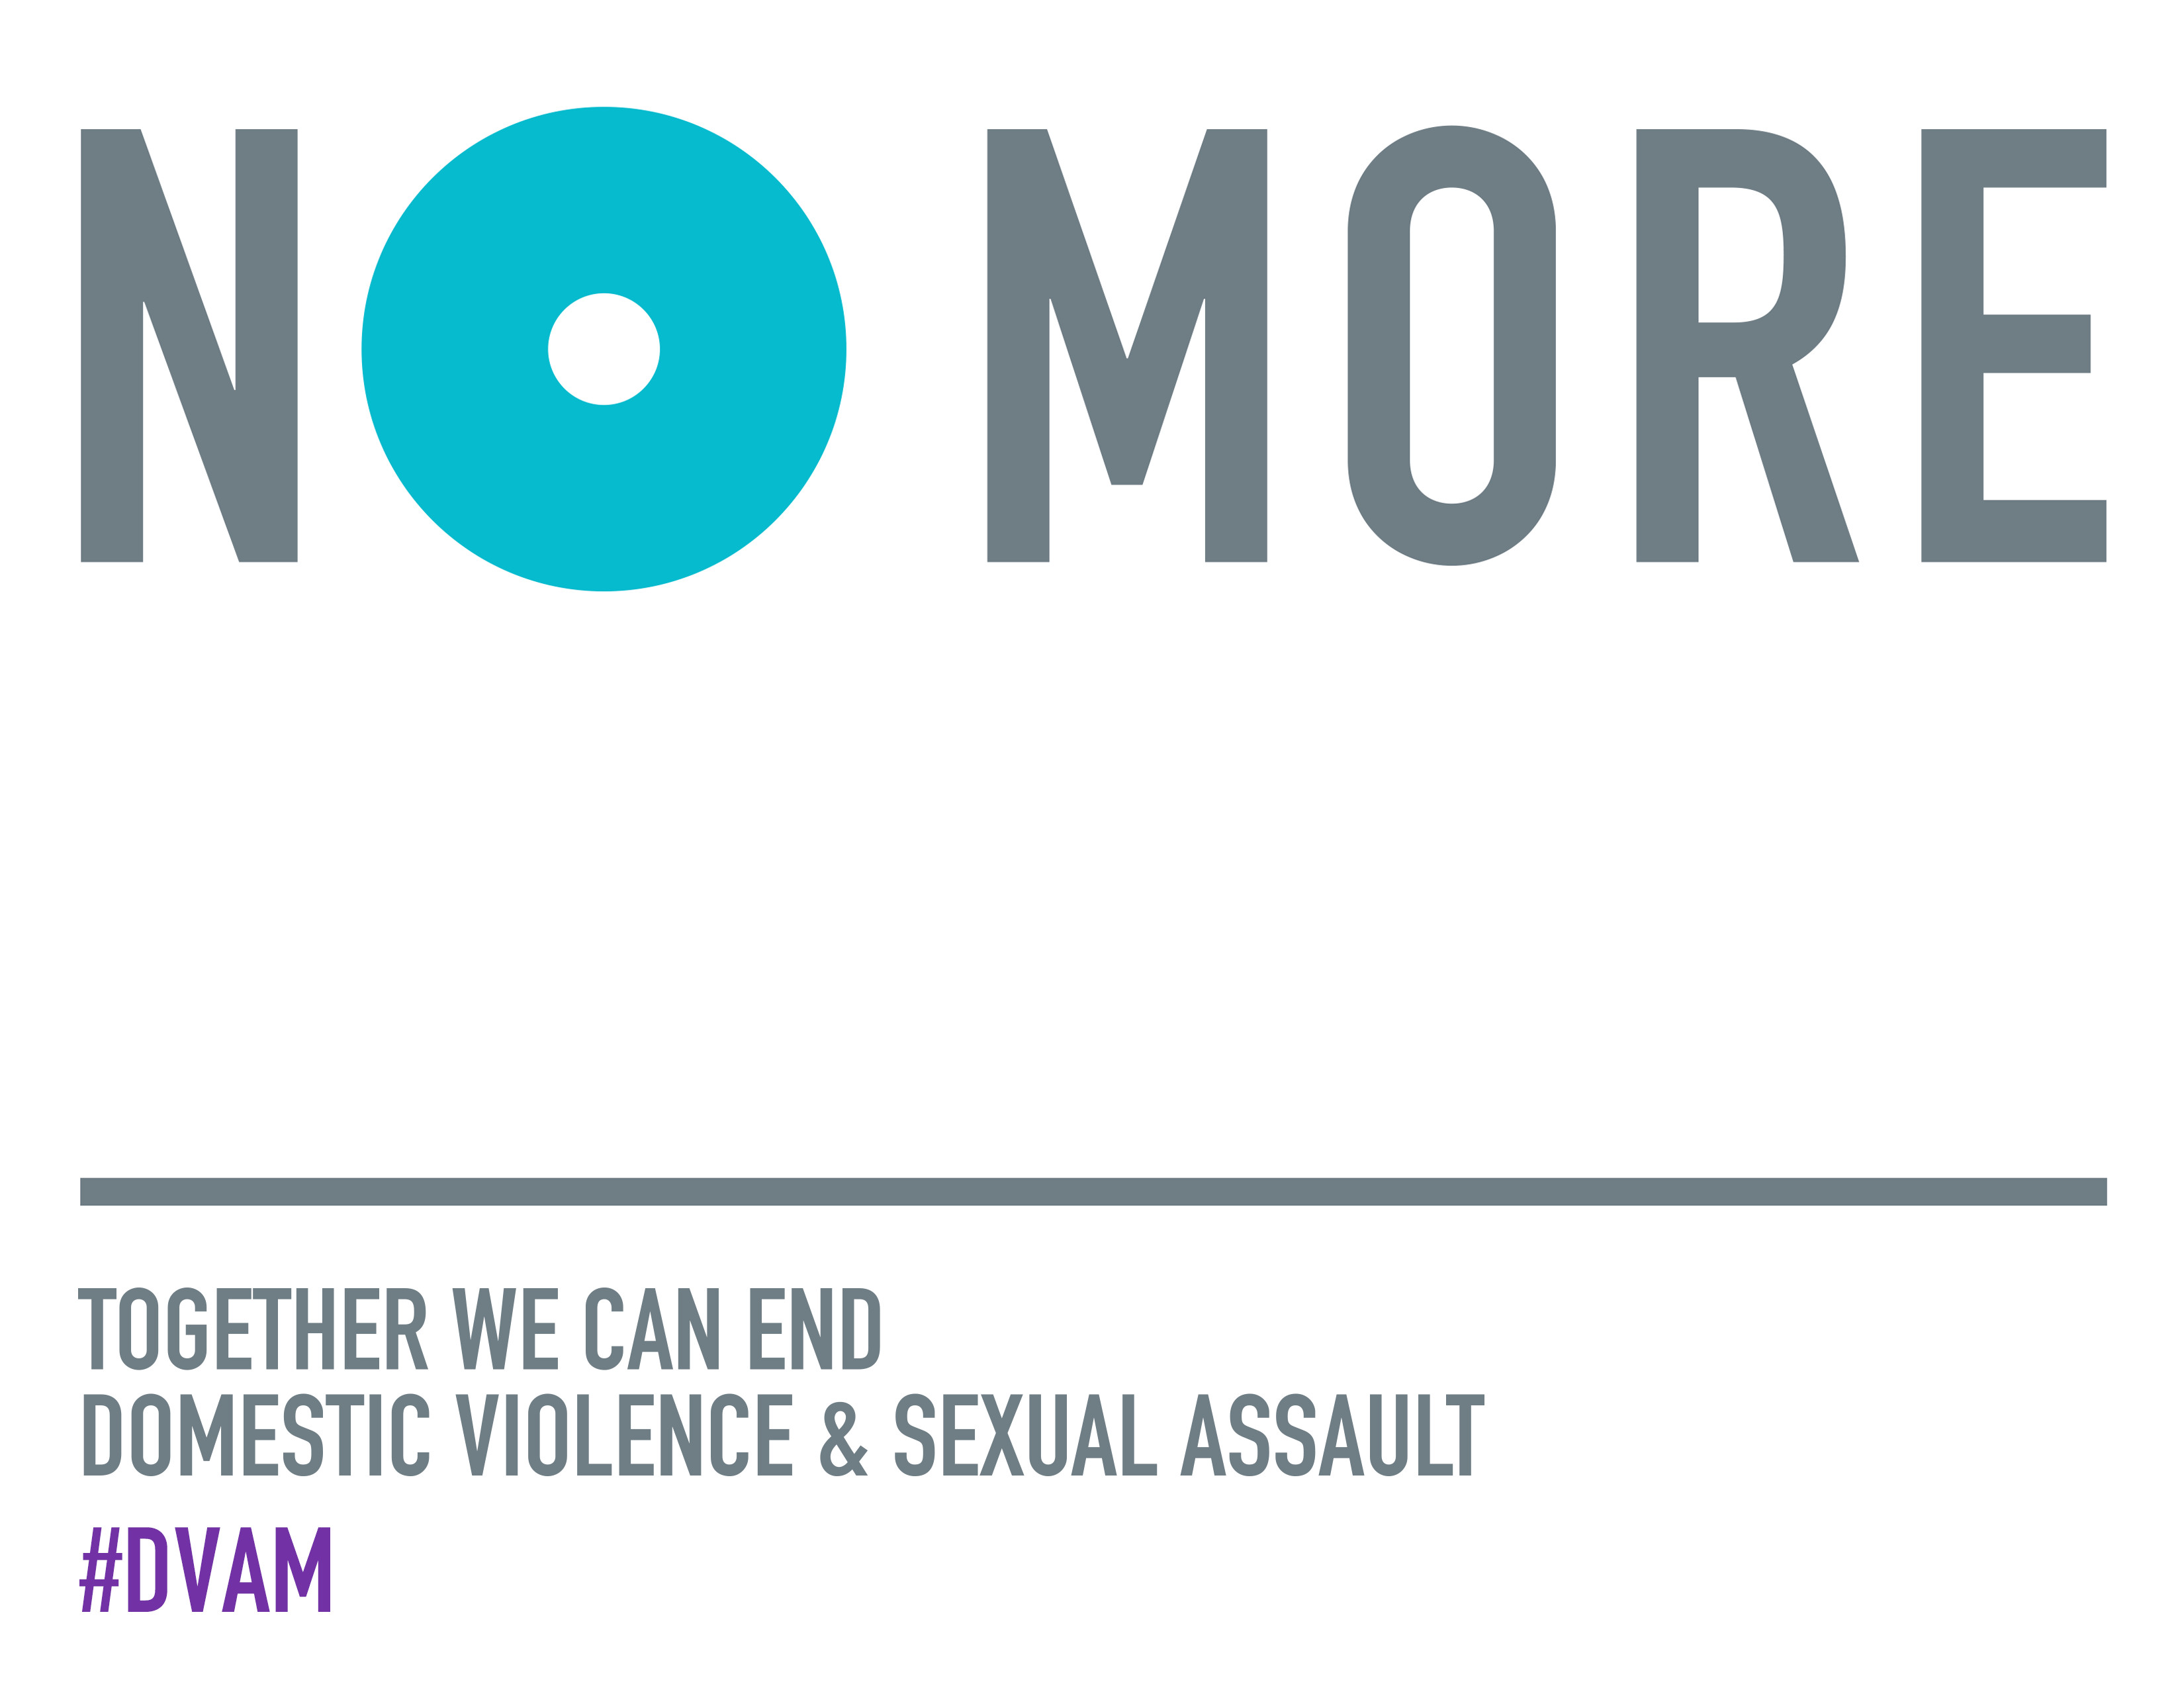 NO MORE
TOGETHER WE CAN END
DOMESTIC VIOLENCE & SEXUAL ASSAULT
#DVAM